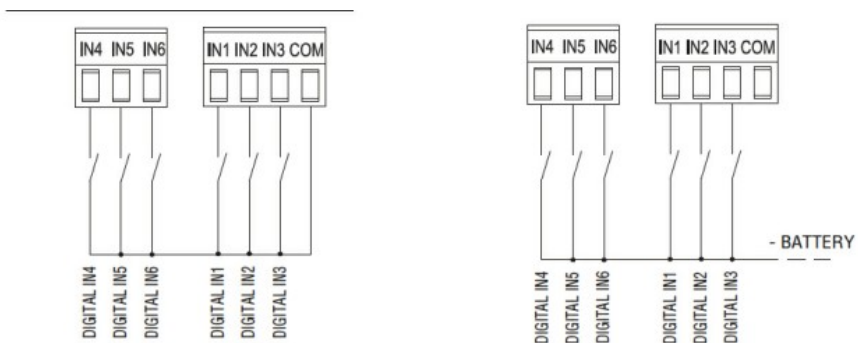 IN4 IN5 IN6
IN1 IN2 IN3 COM
DIGITAL IN4
DIGITAL IN5
DIGITAL IN6
DIGITAL IN1
DIGITAL IN2
DIGITAL IN3
IN4 IN5 IN6
IN1 IN2 IN3 COM
- BATTERY
DIGITAL IN4
DIGITAL IN5
DIGITAL IN6
DIGITAL IN1
DIGITAL IN2
DIGITAL IN3